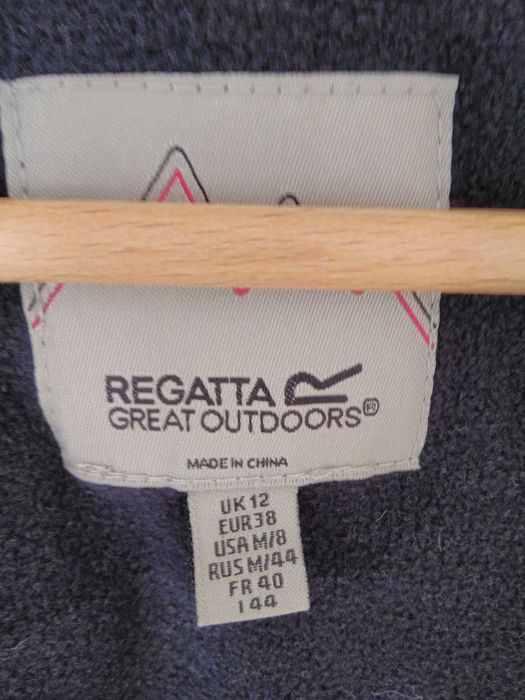 REGATTA R
GREAT OUTDOORS®
MADE IN CHINA
UK 12
EUR 38
USA M/8
RUS M/44
FR 40
I 44